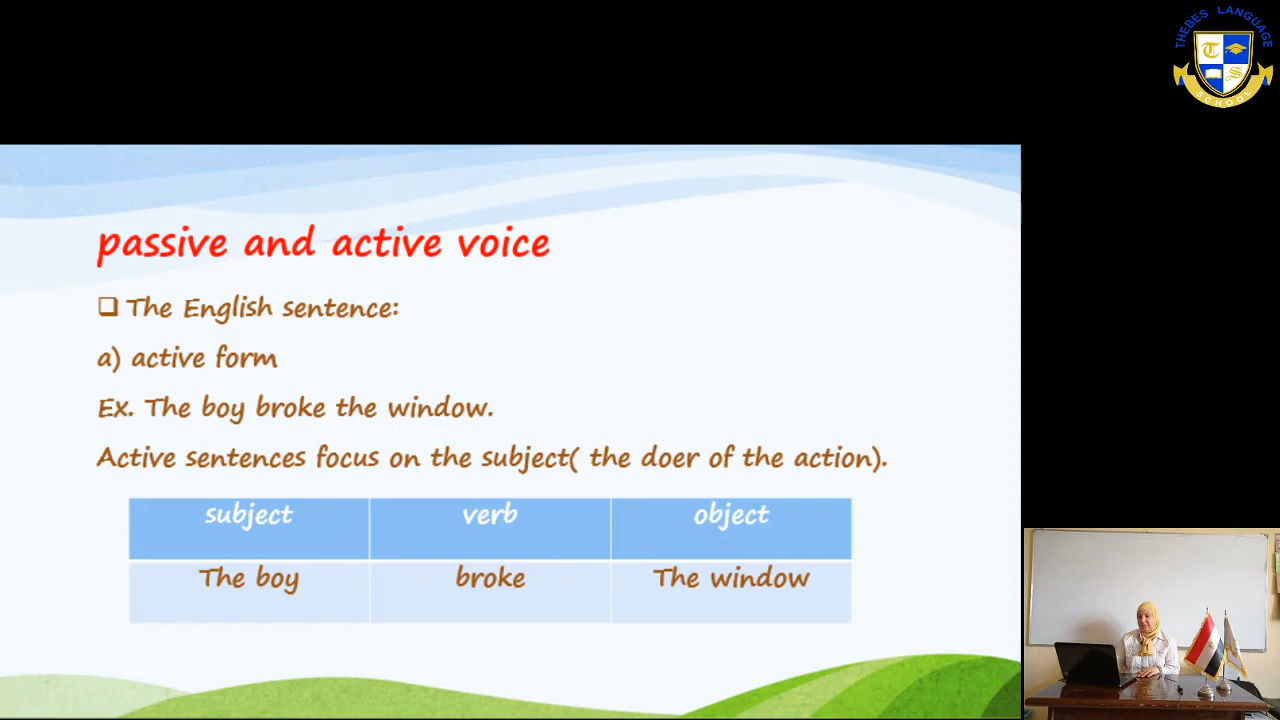 THEBES LANGUAGE
T
S
SCHOOL
passive and active voice
The English sentence:
a) active form
Ex. The boy broke the window.
Active sentences focus on the subject( the doer of the action).
subject verb object
The boy broke The window